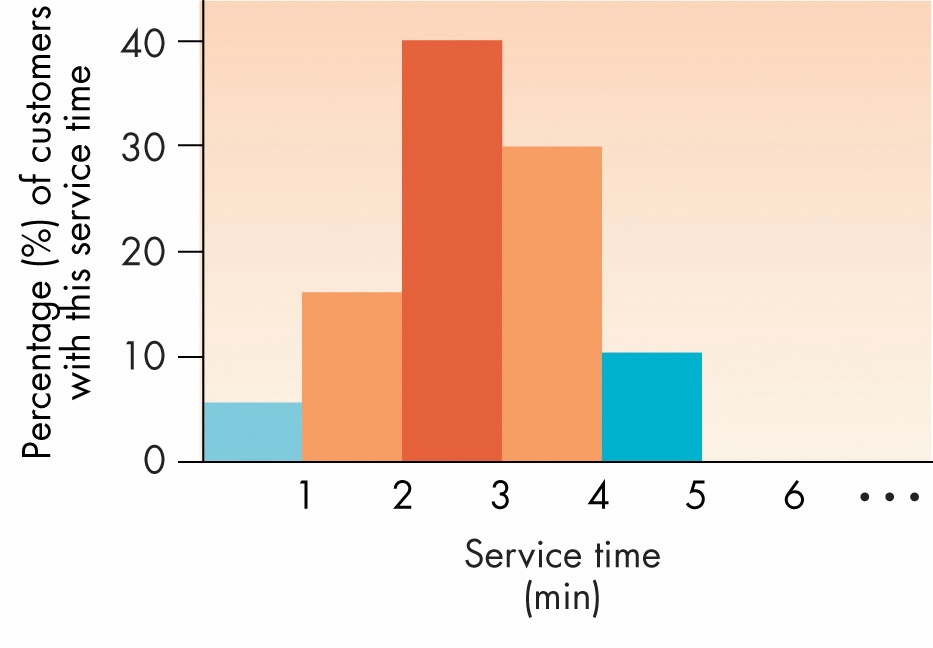 Percentage (%) of customers
with this service time
40
30
20
10
0
1 2 3 4 5 6 •••
Service time
(min)